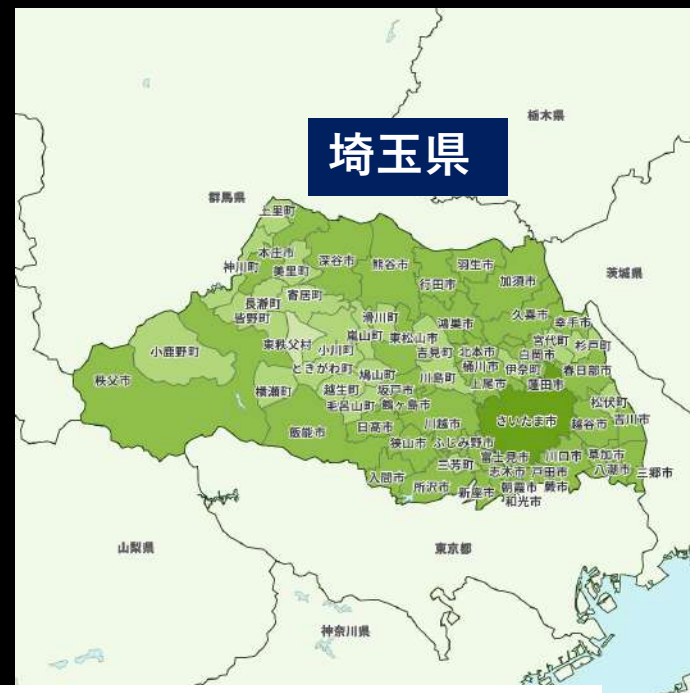 栃木県
埼玉県
群馬県
上里町
本庄市
深谷市
熊谷市
羽生市
神川町
美里町
行田市
加須市
茨城県
長瀞町
寄居町
皆野町
滑川町
鴻巣市
久喜市
幸手市
小鹿野町
東秩父村
小川町
嵐山町
東松山市
吉見町
北本市
宮代町
杉戸町
白岡市
秩父市
ときがわ町
鳩山町
川島町
桶川市
伊奈町
春日部市
上尾市
蓮田市
横瀬町
越生町
坂戸市
毛呂山町
鶴ヶ島市
松伏町
飯能市
日高市
川越市
さいたま市
越谷市
吉川市
狭山市
ふじみ野市
富士見市
川口市
草加市
入間市
三芳町
志木市
戸田市
八潮市
三郷市
所沢市
新座市
朝霞市
蕨市
和光市
山梨県
東京都
神奈川県